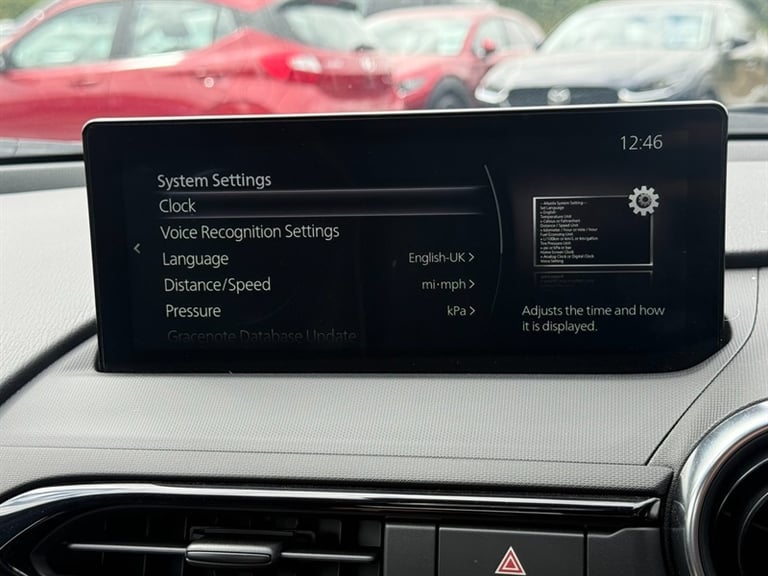 12:46
System Settings
Clock
Voice Recognition Settings
Language English-UK >
Distance/Speed mi·mph >
Pressure kPa >
Gracenote Database Update
Adjusts the time and how
it is displayed.